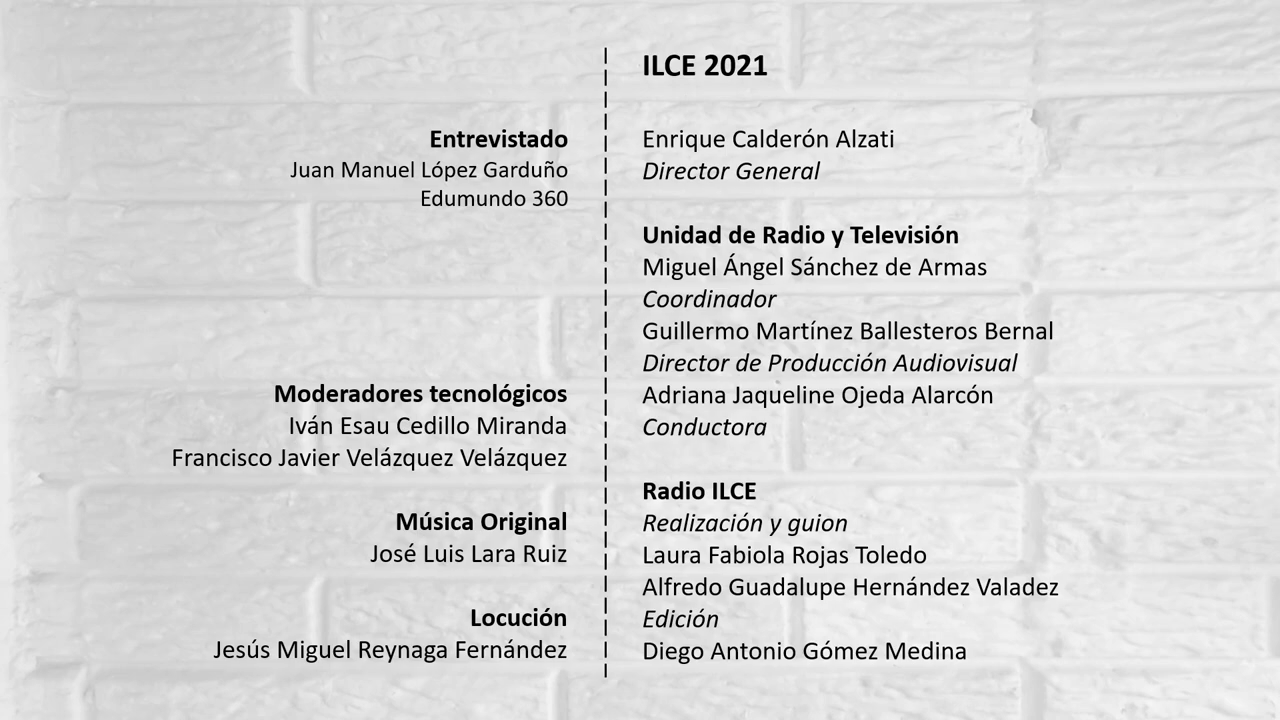 Entrevistado
Juan Manuel López Garduño
Edumundo 360
Moderadores tecnológicos
Iván Esau Cedillo Miranda
Francisco Javier Velázquez Velázquez
Música Original
José Luis Lara Ruiz
Locución
Jesús Miguel Reynaga Fernández
ILCE 2021
Enrique Calderón Alzati
Director General
Unidad de Radio y Televisión
Miguel Ángel Sánchez de Armas
Coordinador
Guillermo Martínez Ballesteros Bernal
Director de Producción Audiovisual
Adriana Jaqueline Ojeda Alarcón
Conductora
Radio ILCE
Realización y guion
Laura Fabiola Rojas Toledo
Alfredo Guadalupe Hernández Valadez
Edición
Diego Antonio Gómez Medina